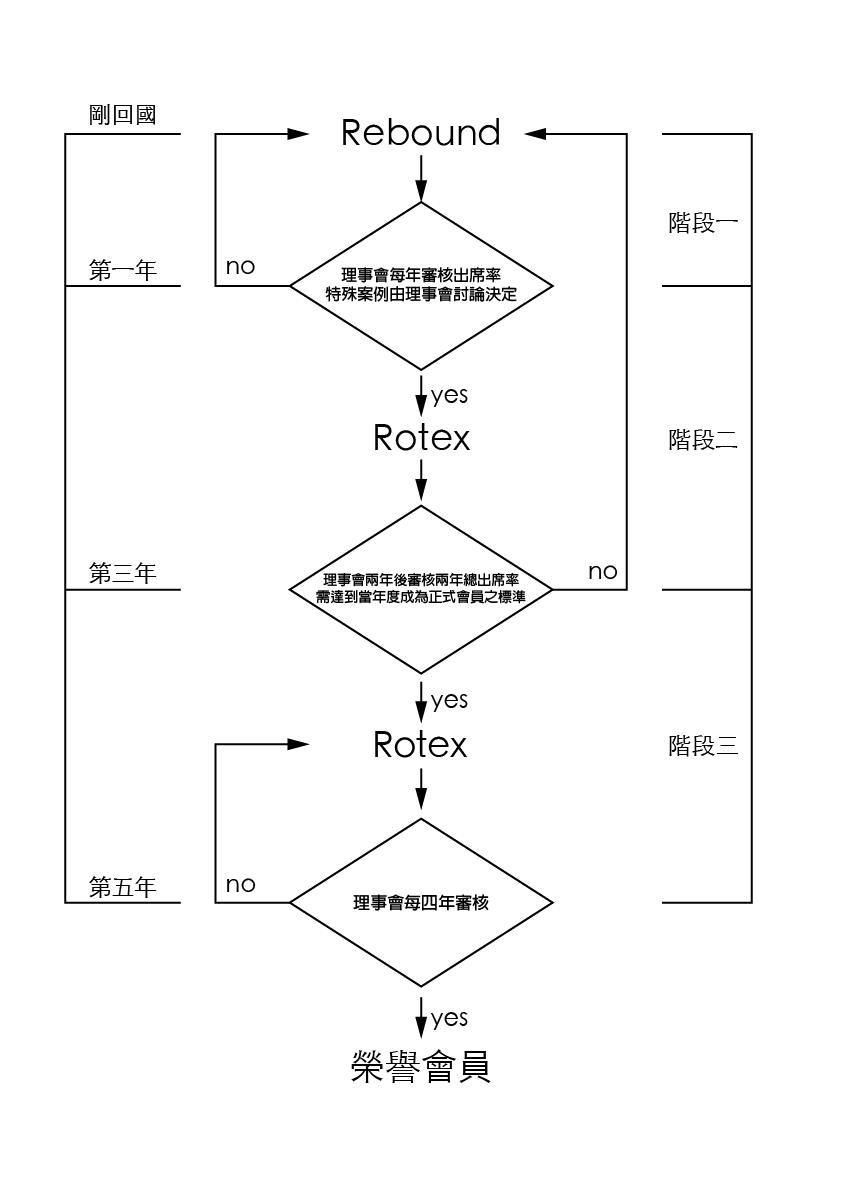 剛回國
Rebound
階段一
第一年
no
理事會每年審核出席率
特殊案例由理事會討論決定
yes
Rotex
階段二
第三年
理事會兩年後審核兩年總出席率
需達到當年度成為正式會員之標準
no
yes
Rotex
階段三
第五年
no
理事會每四年審核
yes
榮譽會員